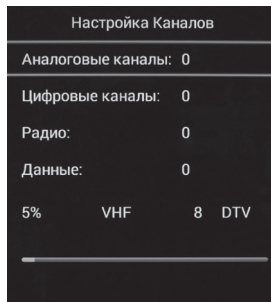 Настройка Каналов
Аналоговые каналы: 0
Цифровые каналы: 0
Радио: 0
Данные: 0
5% VHF 8 DTV